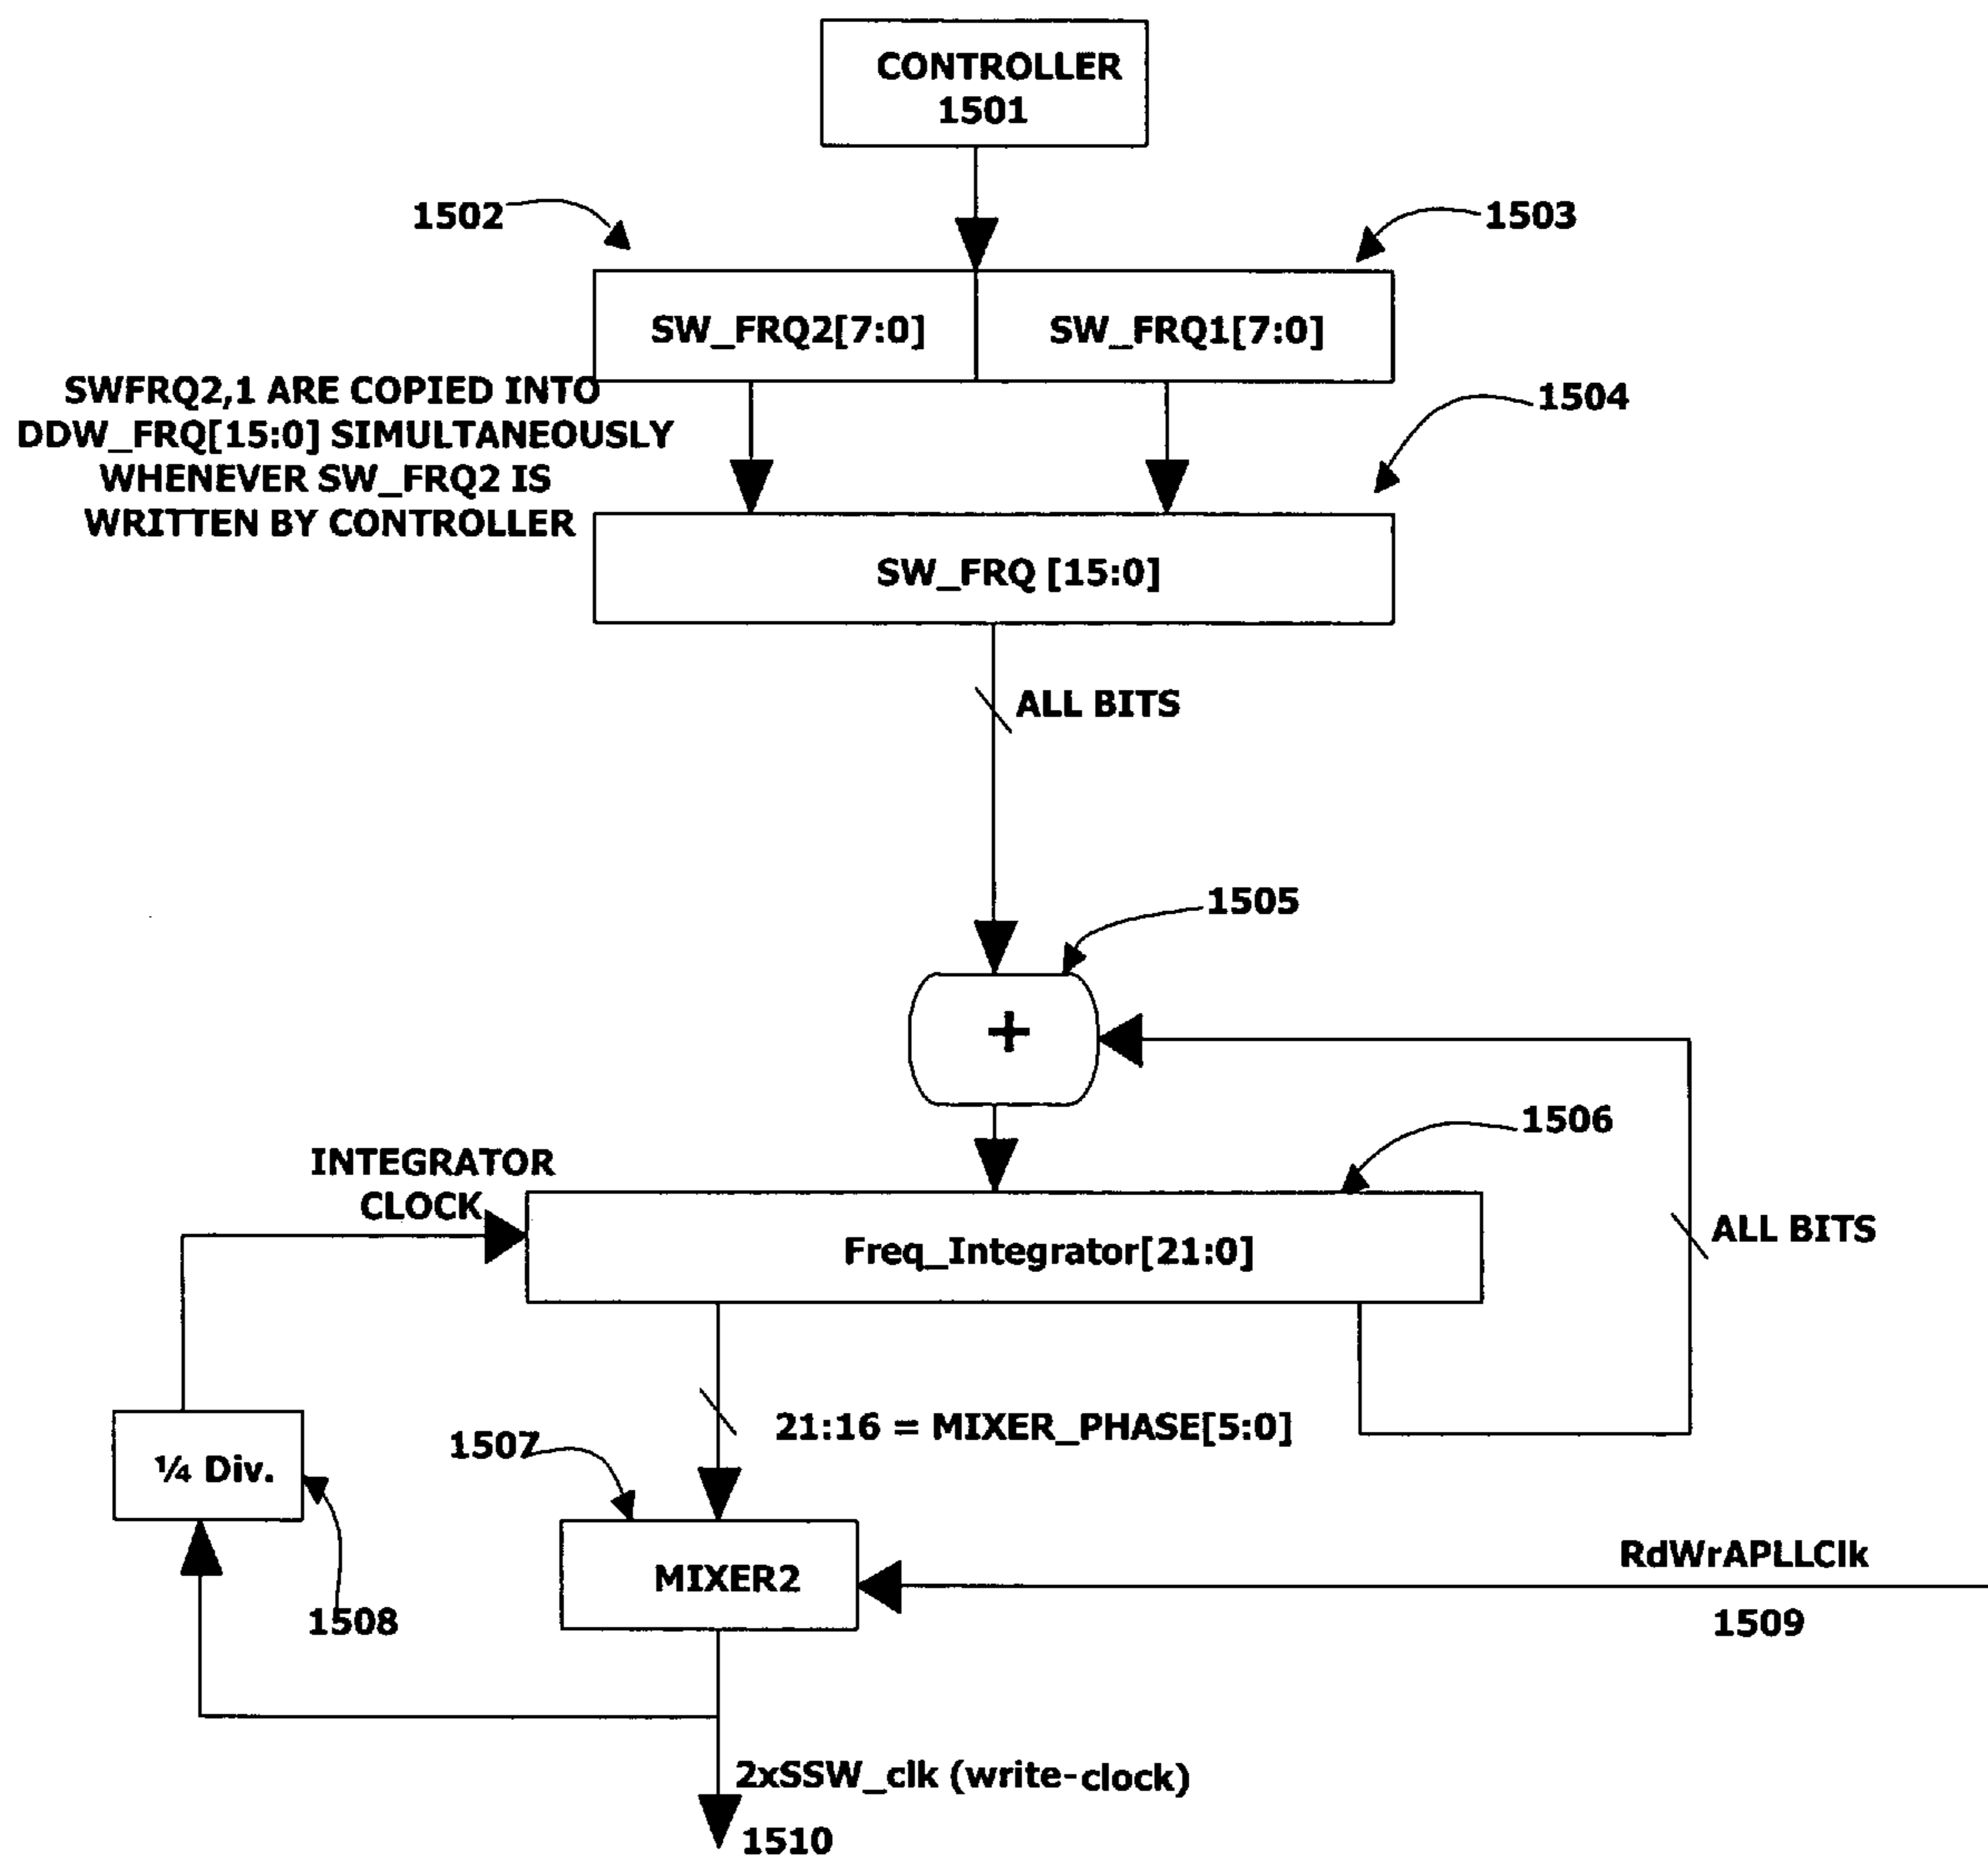 CONTROLLER
1501
1502
1503
SW_FRQ2[7:0]
SW_FRQ1[7:0]
SWFRQ2,1 ARE COPIED INTO
DDW_FRQ[15:0] SIMULTANEOUSLY
WHENEVER SW_FRQ2 IS
WRITTEN BY CONTROLLER
1504
SW_FRQ [15:0]
ALL BITS
1505
+
1506
INTEGRATOR
CLOCK
Freq_Integrator[21:0]
ALL BITS
21:16 = MIXER_PHASE[5:0]
1507
¼ Div.
MIXER2
RdWrAPLLClk
1508
1509
2xSSW_clk (write-clock)
1510